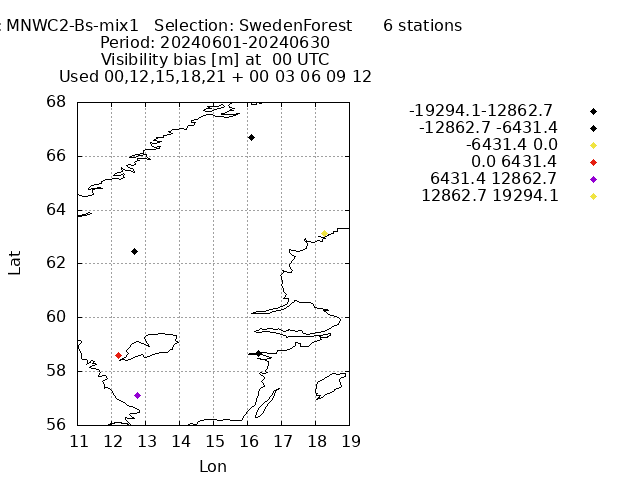 : MNWC2-Bs-mix1 Selection: SwedenForest 6 stations
Period: 20240601-20240630
Visibility bias [m] at 00 UTC
Used 00,12,15,18,21 + 00 03 06 09 12
-19294.1-12862.7
-12862.7 -6431.4
-6431.4 0.0
0.0 6431.4
6431.4 12862.7
12862.7 19294.1
68
66
64
62
60
58
56
Lat
11 12 13 14 15 16 17 18 19
Lon